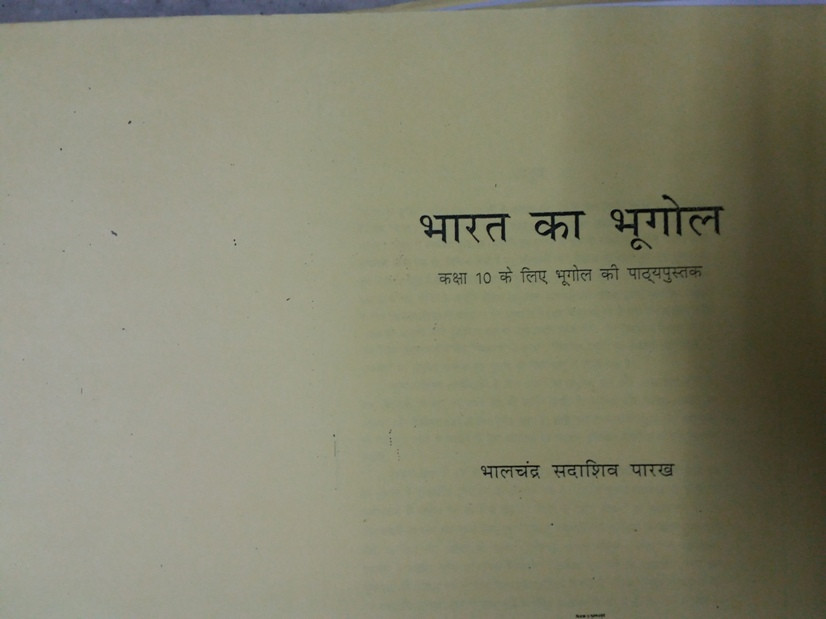 भारत का भूगोल
कक्षा 10 के लिए भूगोल की पाठ्यपुस्तक
भालचंद्र सदाशिव पारख